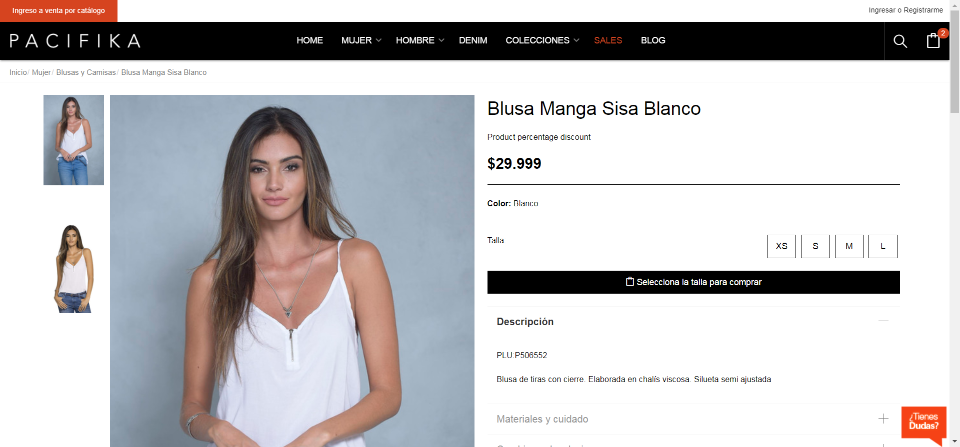 Ingreso a venta por catálogo
Ingresar o Registrarme
PACIFIKA
HOME MUJER HOMBRE DENIM COLECCIONES SALES BLOG
2
Inicio/ Mujer/ Blusas y Camisas/ Blusa Manga Sisa Blanco
Blusa Manga Sisa Blanco
Product percentage discount
$29.999
Color: Blanco
Talla
XS S M L
Selecciona la talla para comprar
Descripción
PLU:P506552
Blusa de tiras con cierre. Elaborada en chalís viscosa. Silueta semi ajustada
Materiales y cuidado
¿Tienes
Dudas?